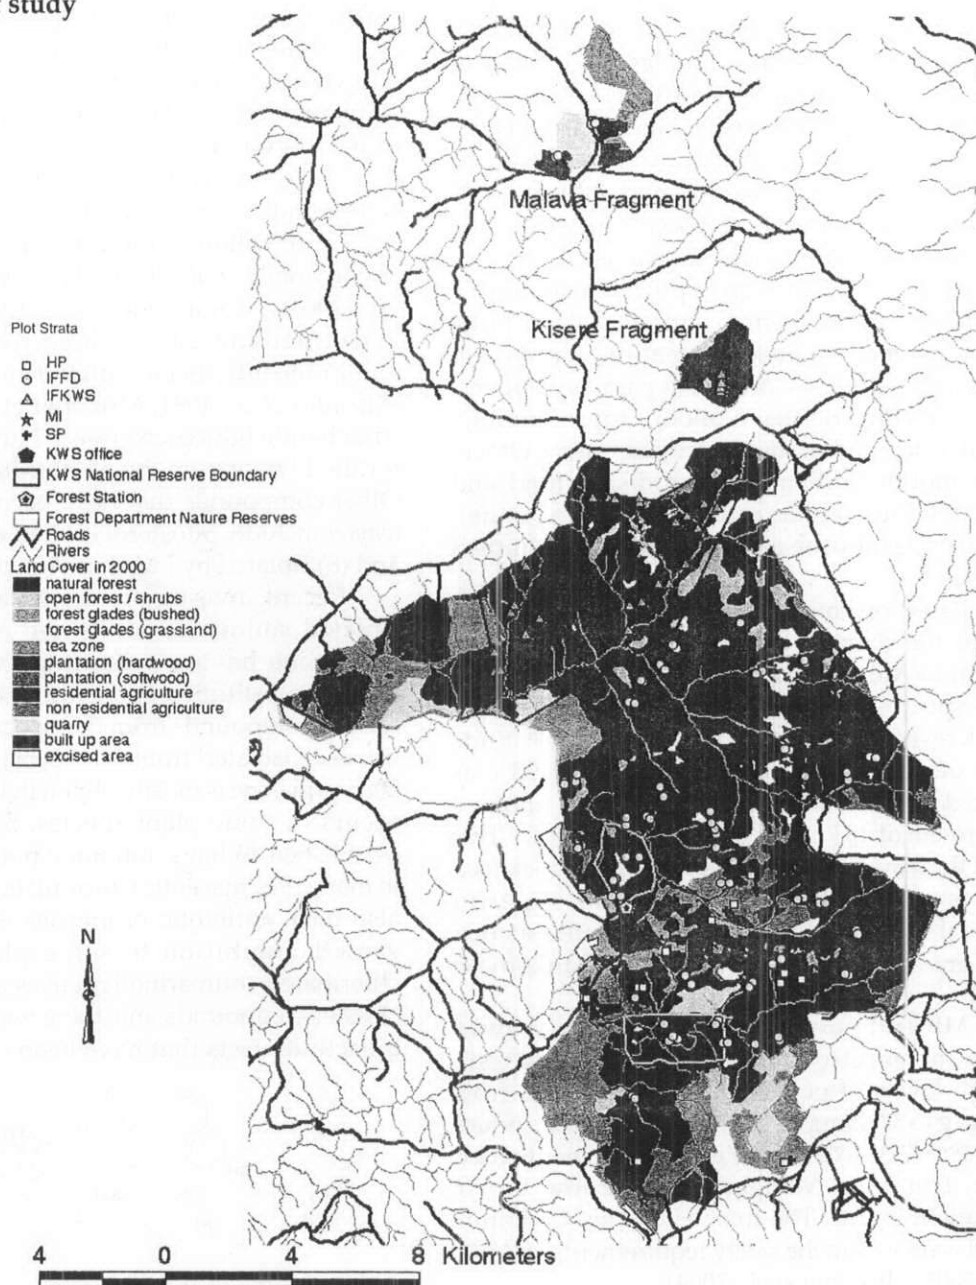 study
Malava Fragment
Kisere Fragment
Plot Strata
HP
IFFD
IFKWS
MI
SP
KWS office
KWS National Reserve Boundary
Forest Station
Forest Department Nature Reserves
Roads
Rivers
Land Cover in 2000
natural forest
open forest / shrubs
forest glades (bushed)
forest glades (grassland)
tea zone
plantation (hardwood)
plantation (softwood)
residential agriculture
non residential agriculture
quarry
built up area
excised area
N
4 0 4 8 Kilometers